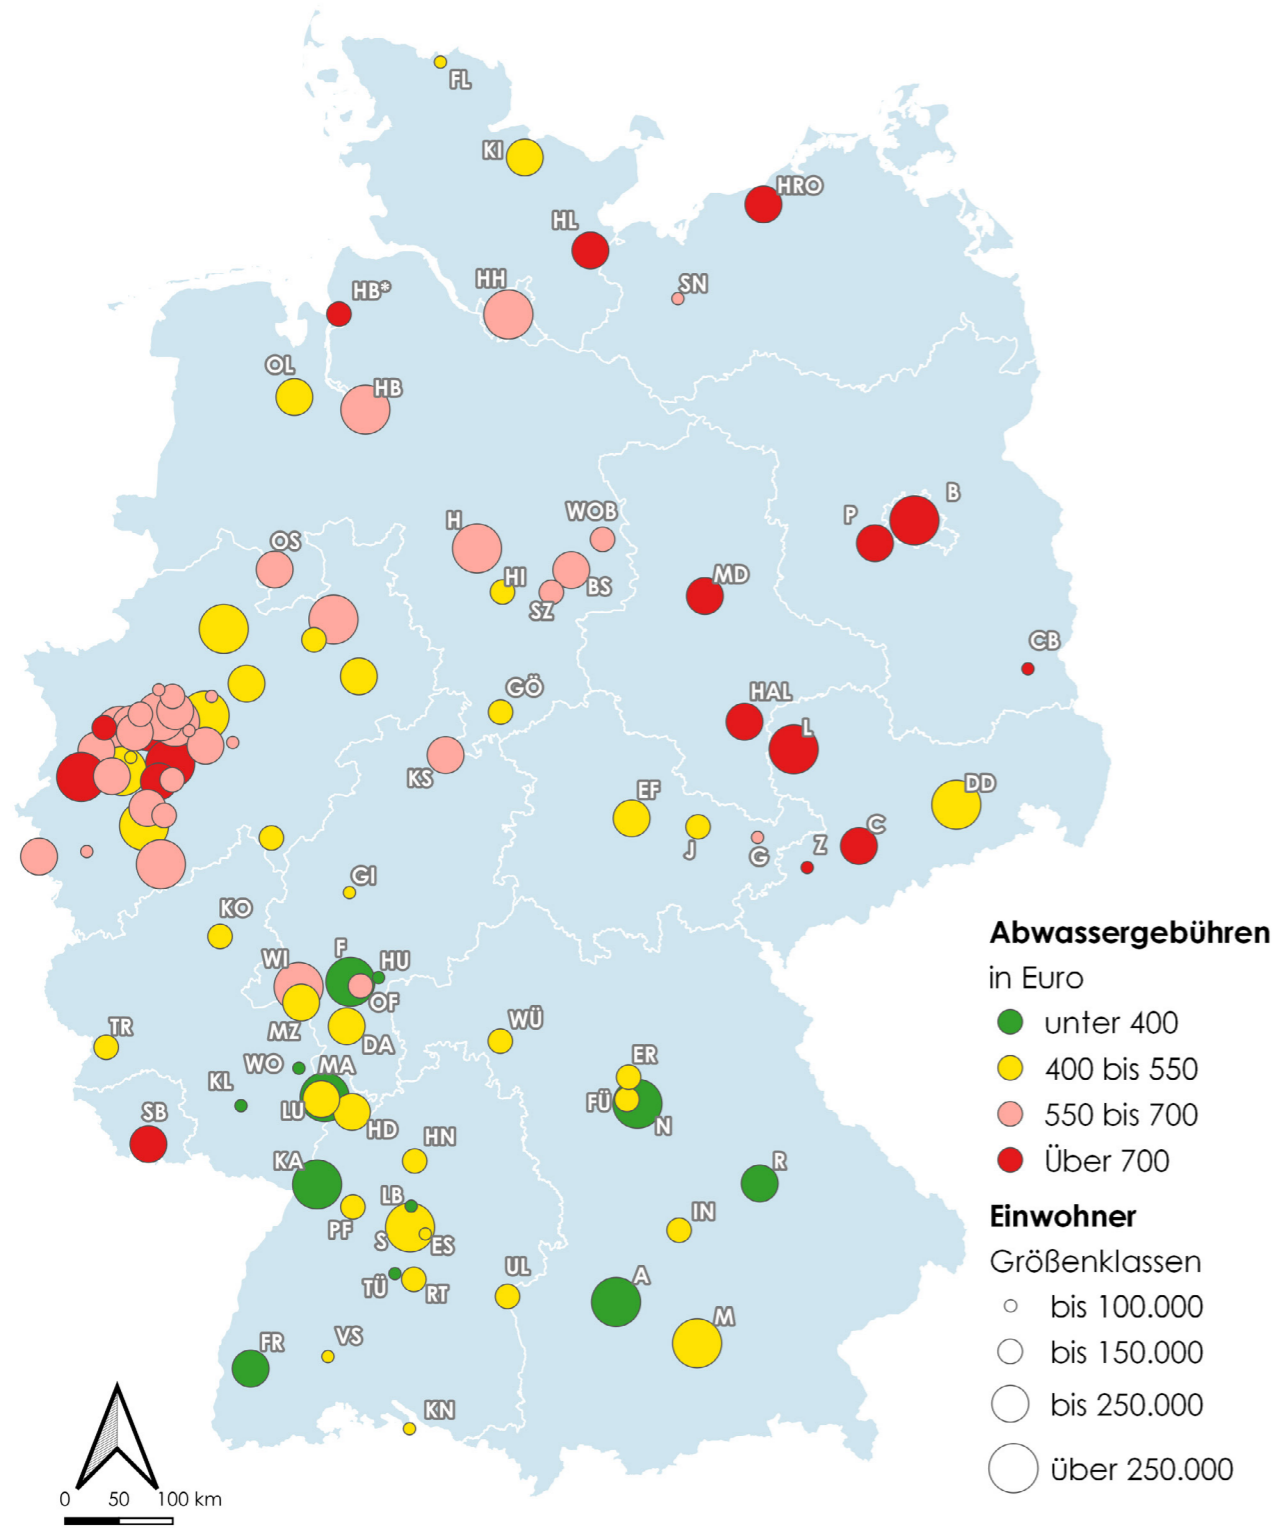 FL
KI
HRO
HL
HH
SN
HB*
OL
HB
B
P
H
WOB
OS
HI
BS
SZ
MD
CB
GÖ
HAL
L
KS
EF
DD
J
G
Z
C
GI
KO
F
WI
HU
OF
MZ
DA
TR
WÜ
WO
MA
ER
KL
LU
FÜ
SB
HD
N
HN
KA
R
LB
PF
S
ES
IN
TÜ
RT
UL
A
M
FR
VS
KN
Abwassergebühren
in Euro
unter 400
400 bis 550
550 bis 700
Über 700
Einwohner
Größenklassen
bis 100.000
bis 150.000
bis 250.000
über 250.000
0 50 100 km